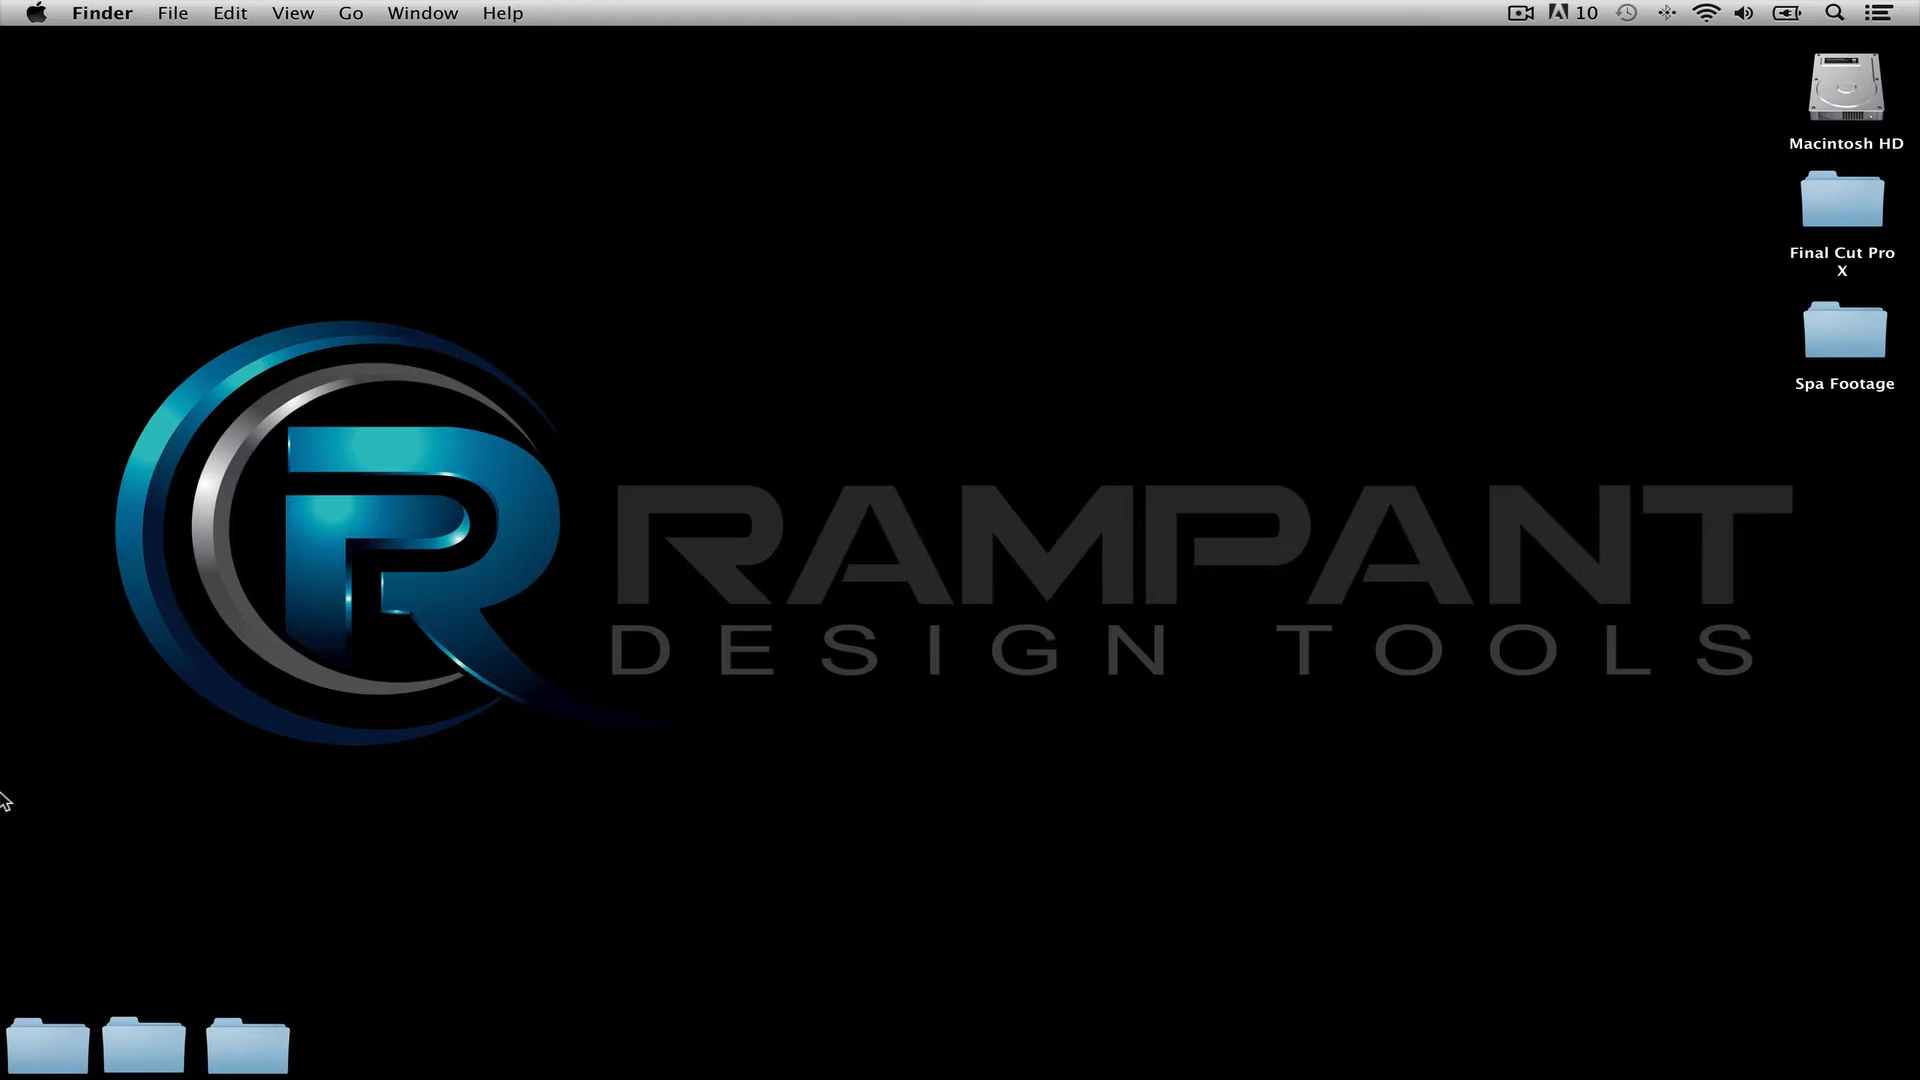 Finder File Edit View Go Window Help 10
Macintosh HD
Final Cut Pro
X
Spa Footage
RAMPANT
DESIGN TOOLS